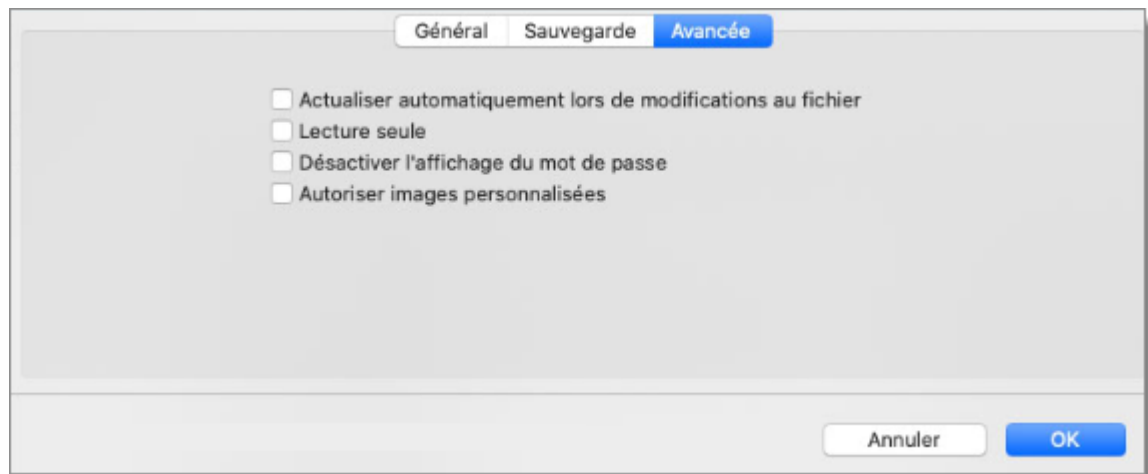 Général Sauvegarde Avancée
Actualiser automatiquement lors de modifications au fichier
Lecture seule
Désactiver l'affichage du mot de passe
Autoriser images personnalisées
Annuler OK